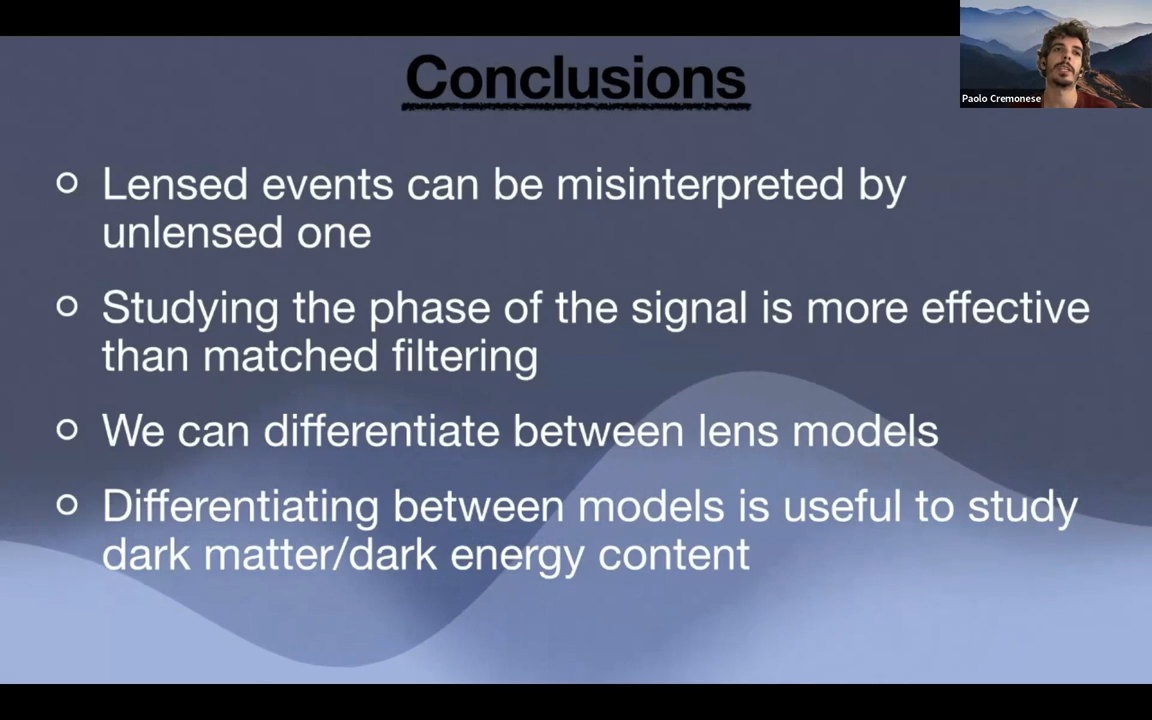 Conclusions
Paolo Cremonese
Lensed events can be misinterpreted by
unlensed one
Studying the phase of the signal is more effective
than matched filtering
We can differentiate between lens models
Differentiating between models is useful to study
dark matter/dark energy content